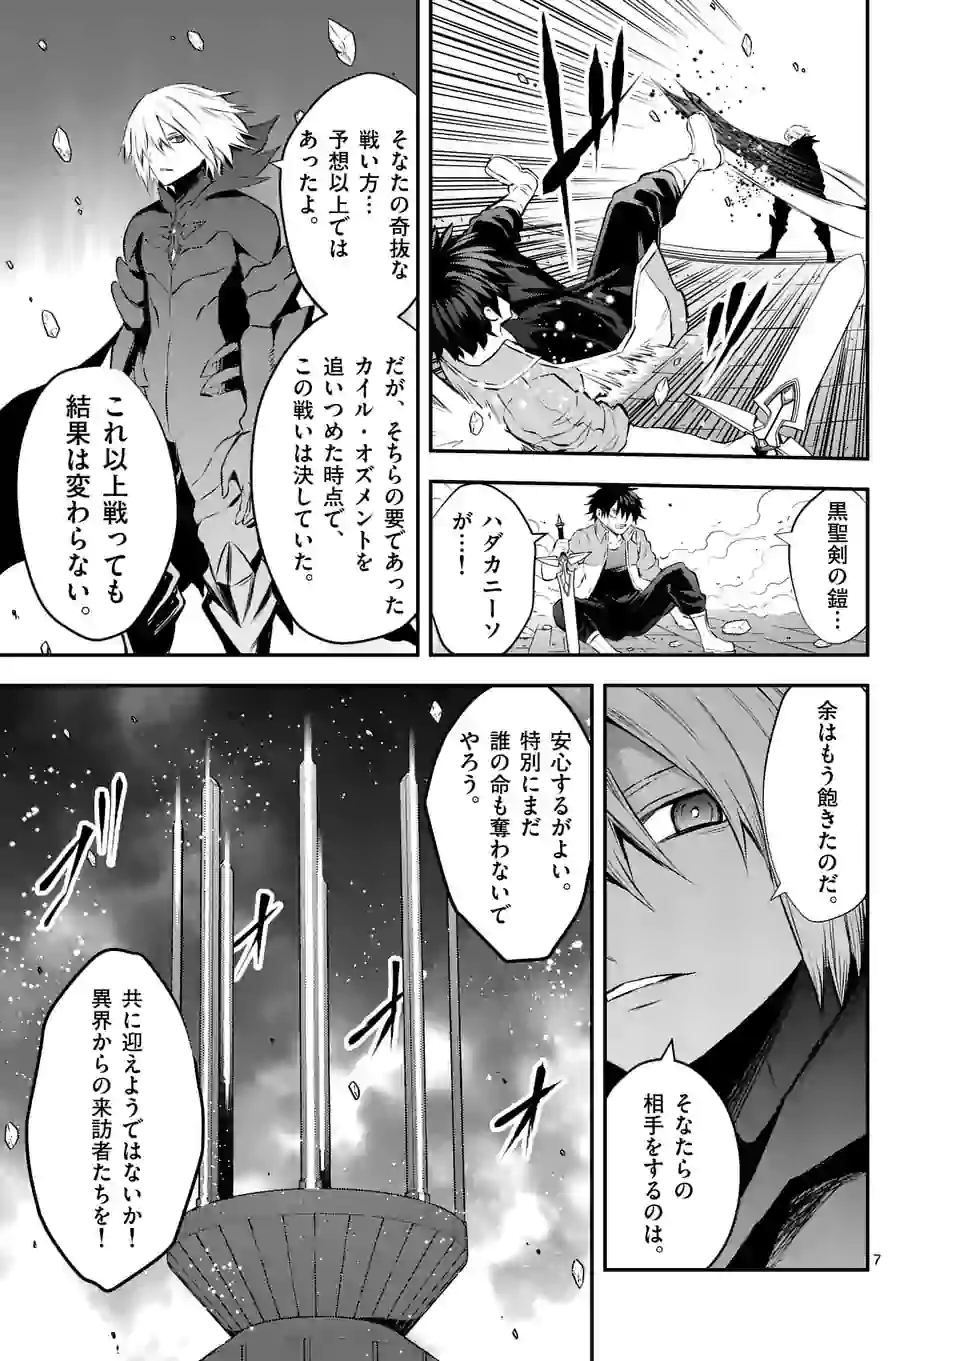 黒聖剣の鎧…
ハダカニーソ
が……！
そなたの奇抜な
戦い方…
予想以上では
あったよ。
だが、そちらの要であった
カイル・オズメントを
追いつめた時点で、
この戦いは決していた。
これ以上戦っても
結果は変わらない。
余はもう飽きたのだ。
そなたらの
相手をするのは。
安心するがよい。
特別にまだ
誰の命も奪わないで
やろう。
共に迎えようではないか！
異界からの来訪者たちを！
7